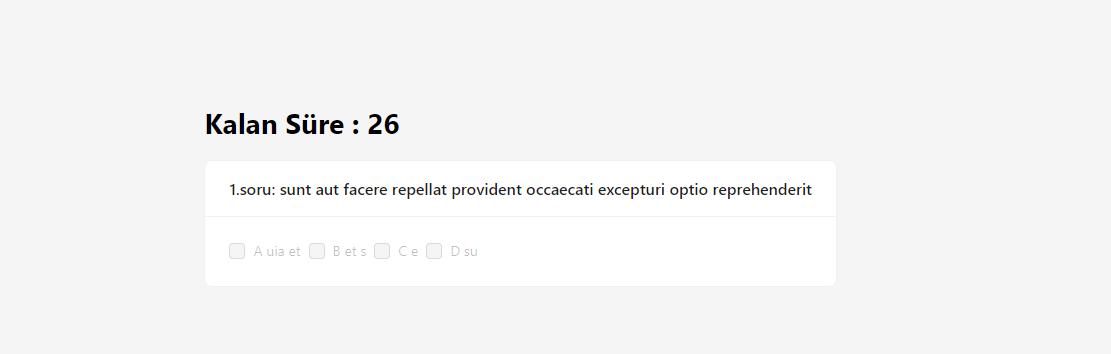 Kalan Süre : 26
1.soru: sunt aut facere repellat provident occaecati excepturi optio reprehenderit
A uia et B et s C e D su